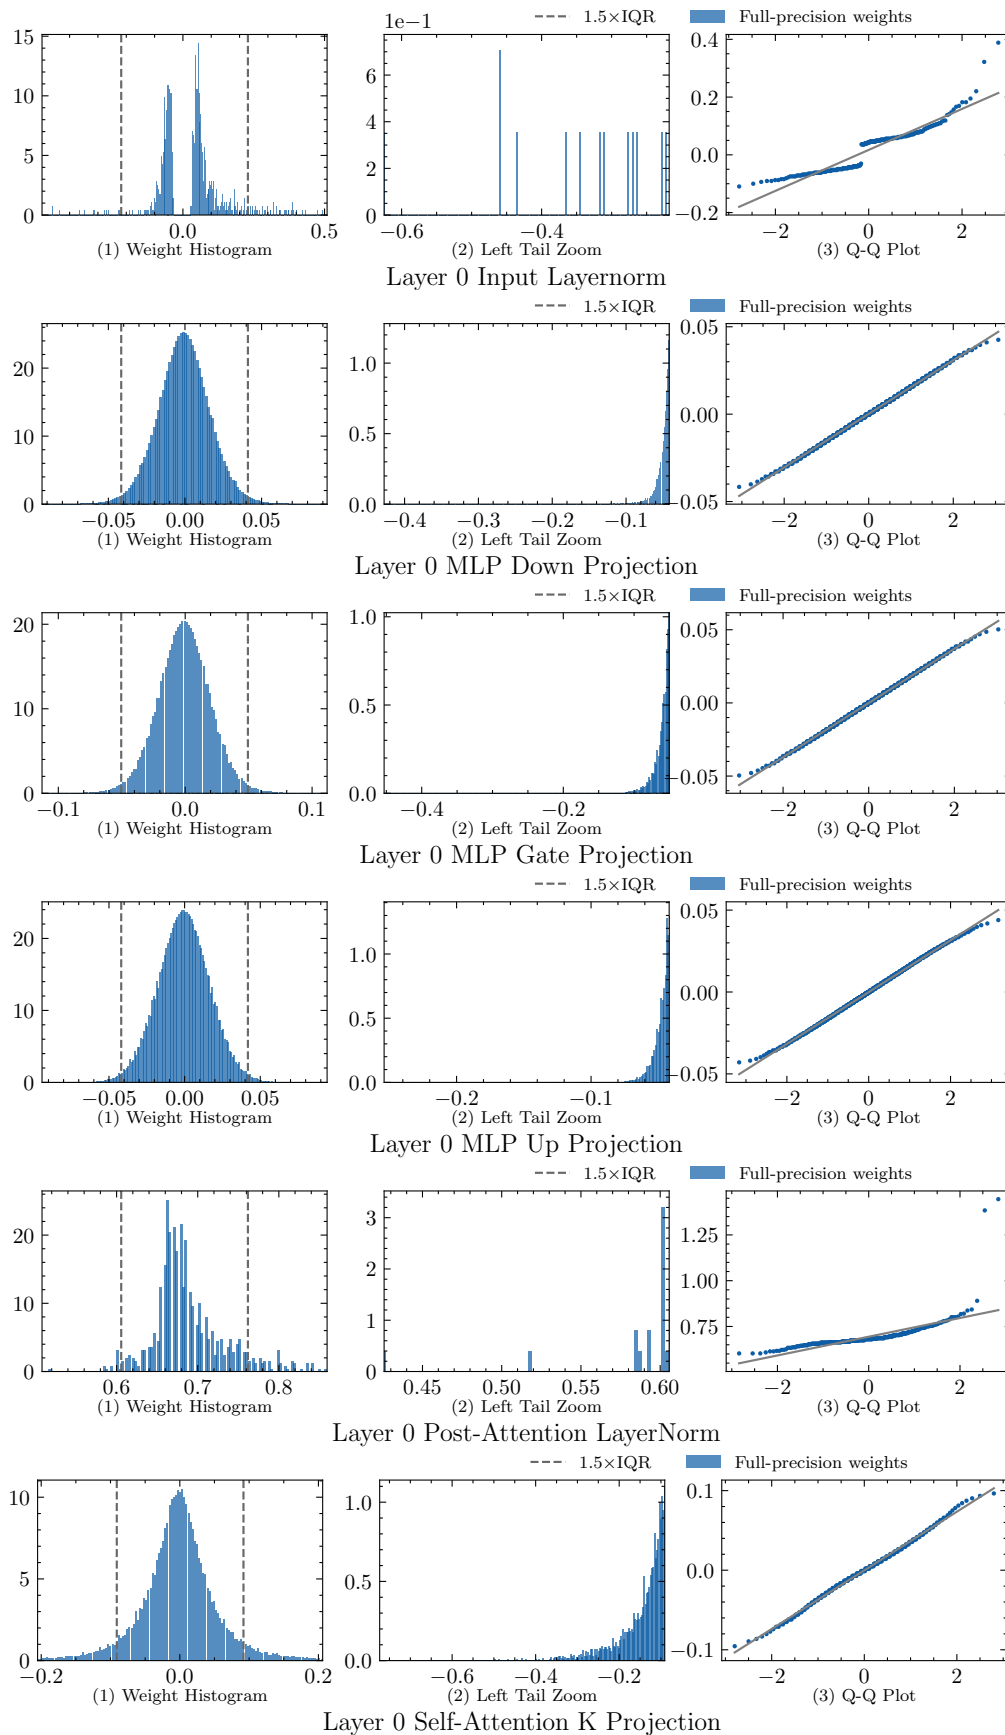 1.5×IQR Full-precision weights
15
10
5
0
0.0 0.5
(1) Weight Histogram
1e−1
6
4
2
0
−0.6 −0.4
(2) Left Tail Zoom
0.4
0.2
0.0
−0.2
−2 0 2
(3) Q-Q Plot
Layer 0 Input Layernorm
1.5×IQR Full-precision weights
20
10
0
−0.05 0.00 0.05
(1) Weight Histogram
1.0
0.5
0.0
−0.4 −0.3 −0.2 −0.1
(2) Left Tail Zoom
0.05
0.00
−0.05
−2 0 2
(3) Q-Q Plot
Layer 0 MLP Down Projection
1.5×IQR Full-precision weights
20
10
0
−0.1 0.0 0.1
(1) Weight Histogram
1.0
0.5
0.0
−0.4 −0.2
(2) Left Tail Zoom
0.05
0.00
−0.05
−2 0 2
(3) Q-Q Plot
Layer 0 MLP Gate Projection
1.5×IQR Full-precision weights
20
10
0
−0.05 0.00 0.05
(1) Weight Histogram
1.0
0.5
0.0
−0.2 −0.1
(2) Left Tail Zoom
0.05
0.00
−0.05
−2 0 2
(3) Q-Q Plot
Layer 0 MLP Up Projection
1.5×IQR Full-precision weights
20
10
0
0.6 0.7 0.8
(1) Weight Histogram
3
2
1
0
0.45 0.50 0.55 0.60
(2) Left Tail Zoom
1.25
1.00
0.75
0.50
−2 0 2
(3) Q-Q Plot
Layer 0 Post-Attention LayerNorm
1.5×IQR Full-precision weights
10
5
0
−0.2 0.0 0.2
(1) Weight Histogram
1.0
0.5
0.0
−0.6 −0.4 −0.2
(2) Left Tail Zoom
0.1
0.0
−0.1
−2 0 2
(3) Q-Q Plot
Layer 0 Self-Attention K Projection